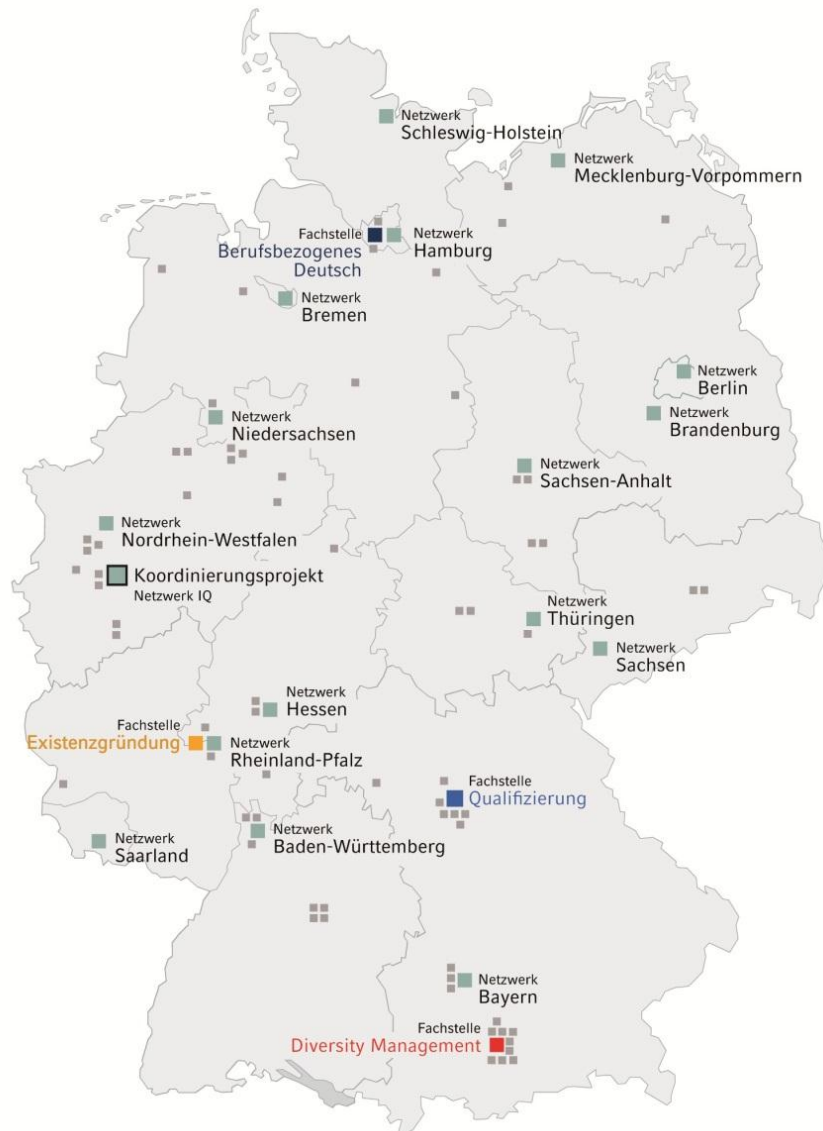 Netzwerk
Schleswig-Holstein
Netzwerk
Mecklenburg-Vorpommern
Fachstelle
Berufsbezogenes
Deutsch
Netzwerk
Hamburg
Netzwerk
Bremen
Netzwerk
Berlin
Netzwerk
Brandenburg
Netzwerk
Niedersachsen
Netzwerk
Sachsen-Anhalt
Netzwerk
Nordrhein-Westfalen
Koordinierungsprojekt
Netzwerk IQ
Netzwerk
Thüringen
Netzwerk
Sachsen
Netzwerk
Hessen
Fachstelle
Existenzgründung
Netzwerk
Rheinland-Pfalz
Fachstelle
Qualifizierung
Netzwerk
Saarland
Netzwerk
Baden-Württemberg
Netzwerk
Bayern
Fachstelle
Diversity Management